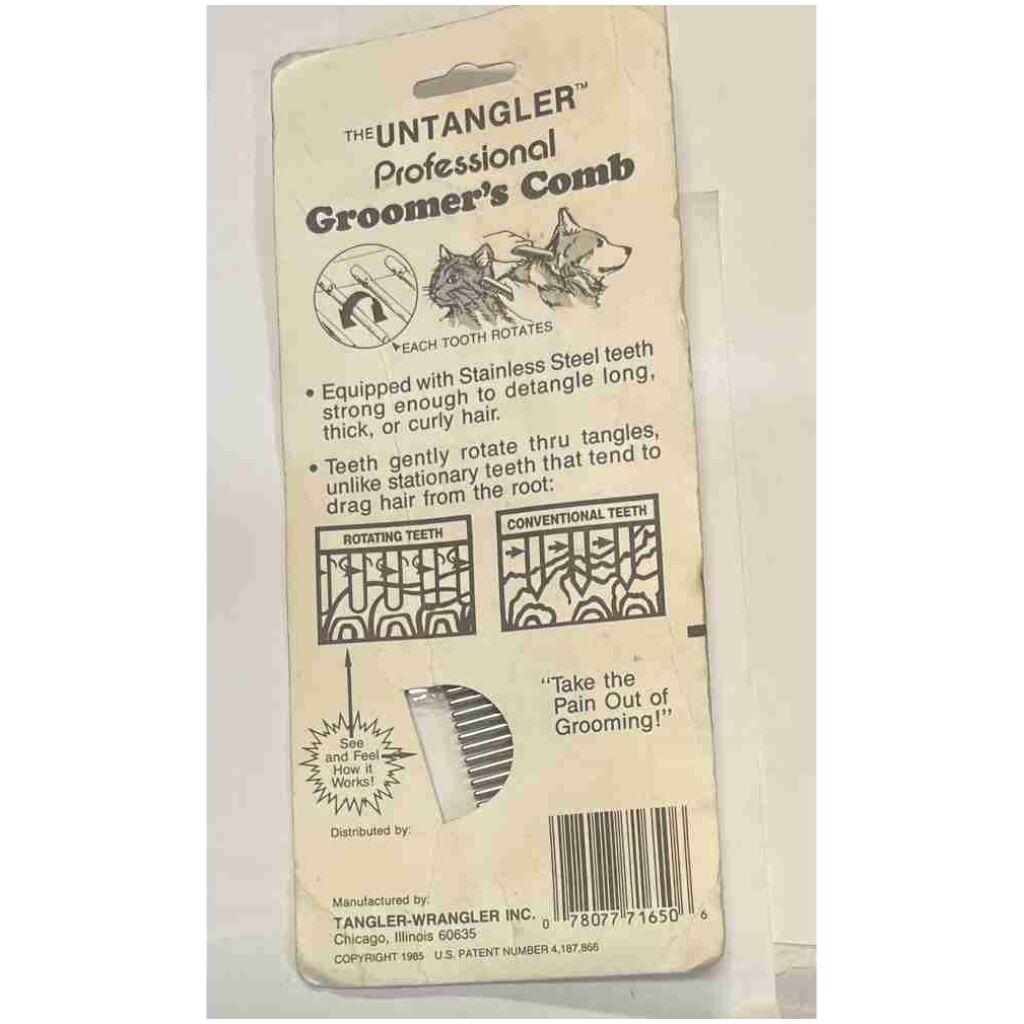 THE UNTANGLER™
Professional
Groomer's Comb
EACH TOOTH ROTATES
• Equipped with Stainless Steel teeth
strong enough to detangle long,
thick, or curly hair.
• Teeth gently rotate thru tangles,
unlike stationary teeth that tend to
drag hair from the root:
ROTATING TEETH
CONVENTIONAL TEETH
"Take the
Pain Out of
Grooming!"
See
and Feel
How it
Works!
Distributed by:
Manufactured by:
TANGLER-WRANGLER INC.
Chicago, Illinois 60635
COPYRIGHT 1985 U.S. PATENT NUMBER 4,187,866
0 78077 71650 6